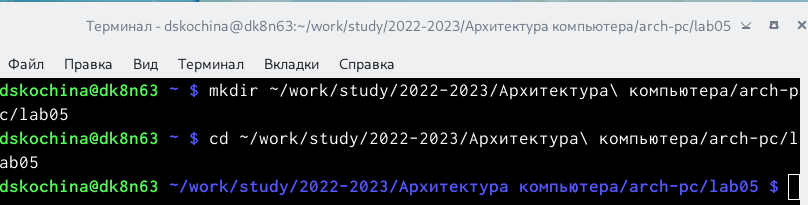 Терминал - dskochina@dk8n63:~/work/study/2022-2023/Архитектура компьютера/arch-pc/lab05
Файл Правка Вид Терминал Вкладки Справка
dskochina@dk8n63 ~ $ mkdir ~/work/study/2022-2023/Архитектура\ компьютера/arch-p
c/lab05
dskochina@dk8n63 ~ $ cd ~/work/study/2022-2023/Архитектура\ компьютера/arch-pc/l
ab05
dskochina@dk8n63 ~/work/study/2022-2023/Архитектура компьютера/arch-pc/lab05 $